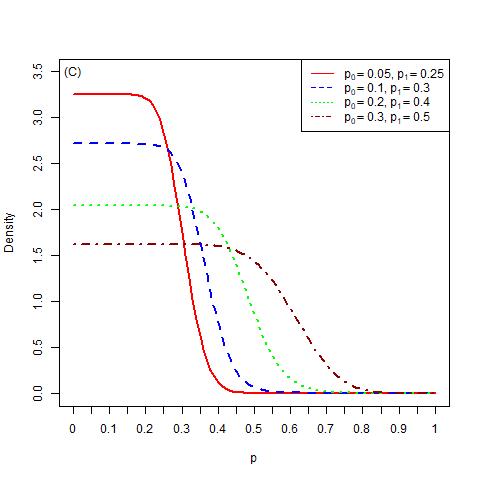 (C)
p0 = 0.05, p1 = 0.25
p0 = 0.1, p1 = 0.3
p0 = 0.2, p1 = 0.4
p0 = 0.3, p1 = 0.5
3.5
3.0
2.5
2.0
1.5
1.0
0.5
0.0
Density
0 0.1 0.2 0.3 0.4 0.5 0.6 0.7 0.8 0.9 1
p